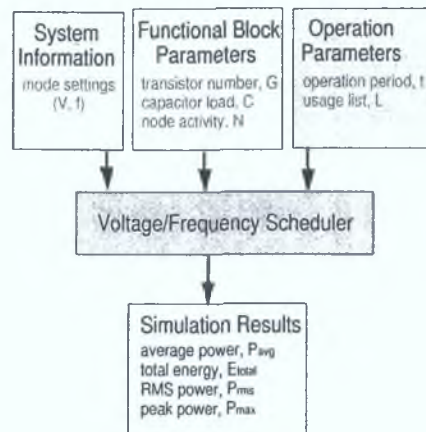 System
Information
mode settings
(V, f)
Functional Block
Parameters
transistor number, G
capacitor load, C
node activity, N
Operation
Parameters
operation period, t
usage list, L
Voltage/Frequency Scheduler
Simulation Results
average power, Pavg
total energy, Etotal
RMS power, Prms
peak power, Pmax